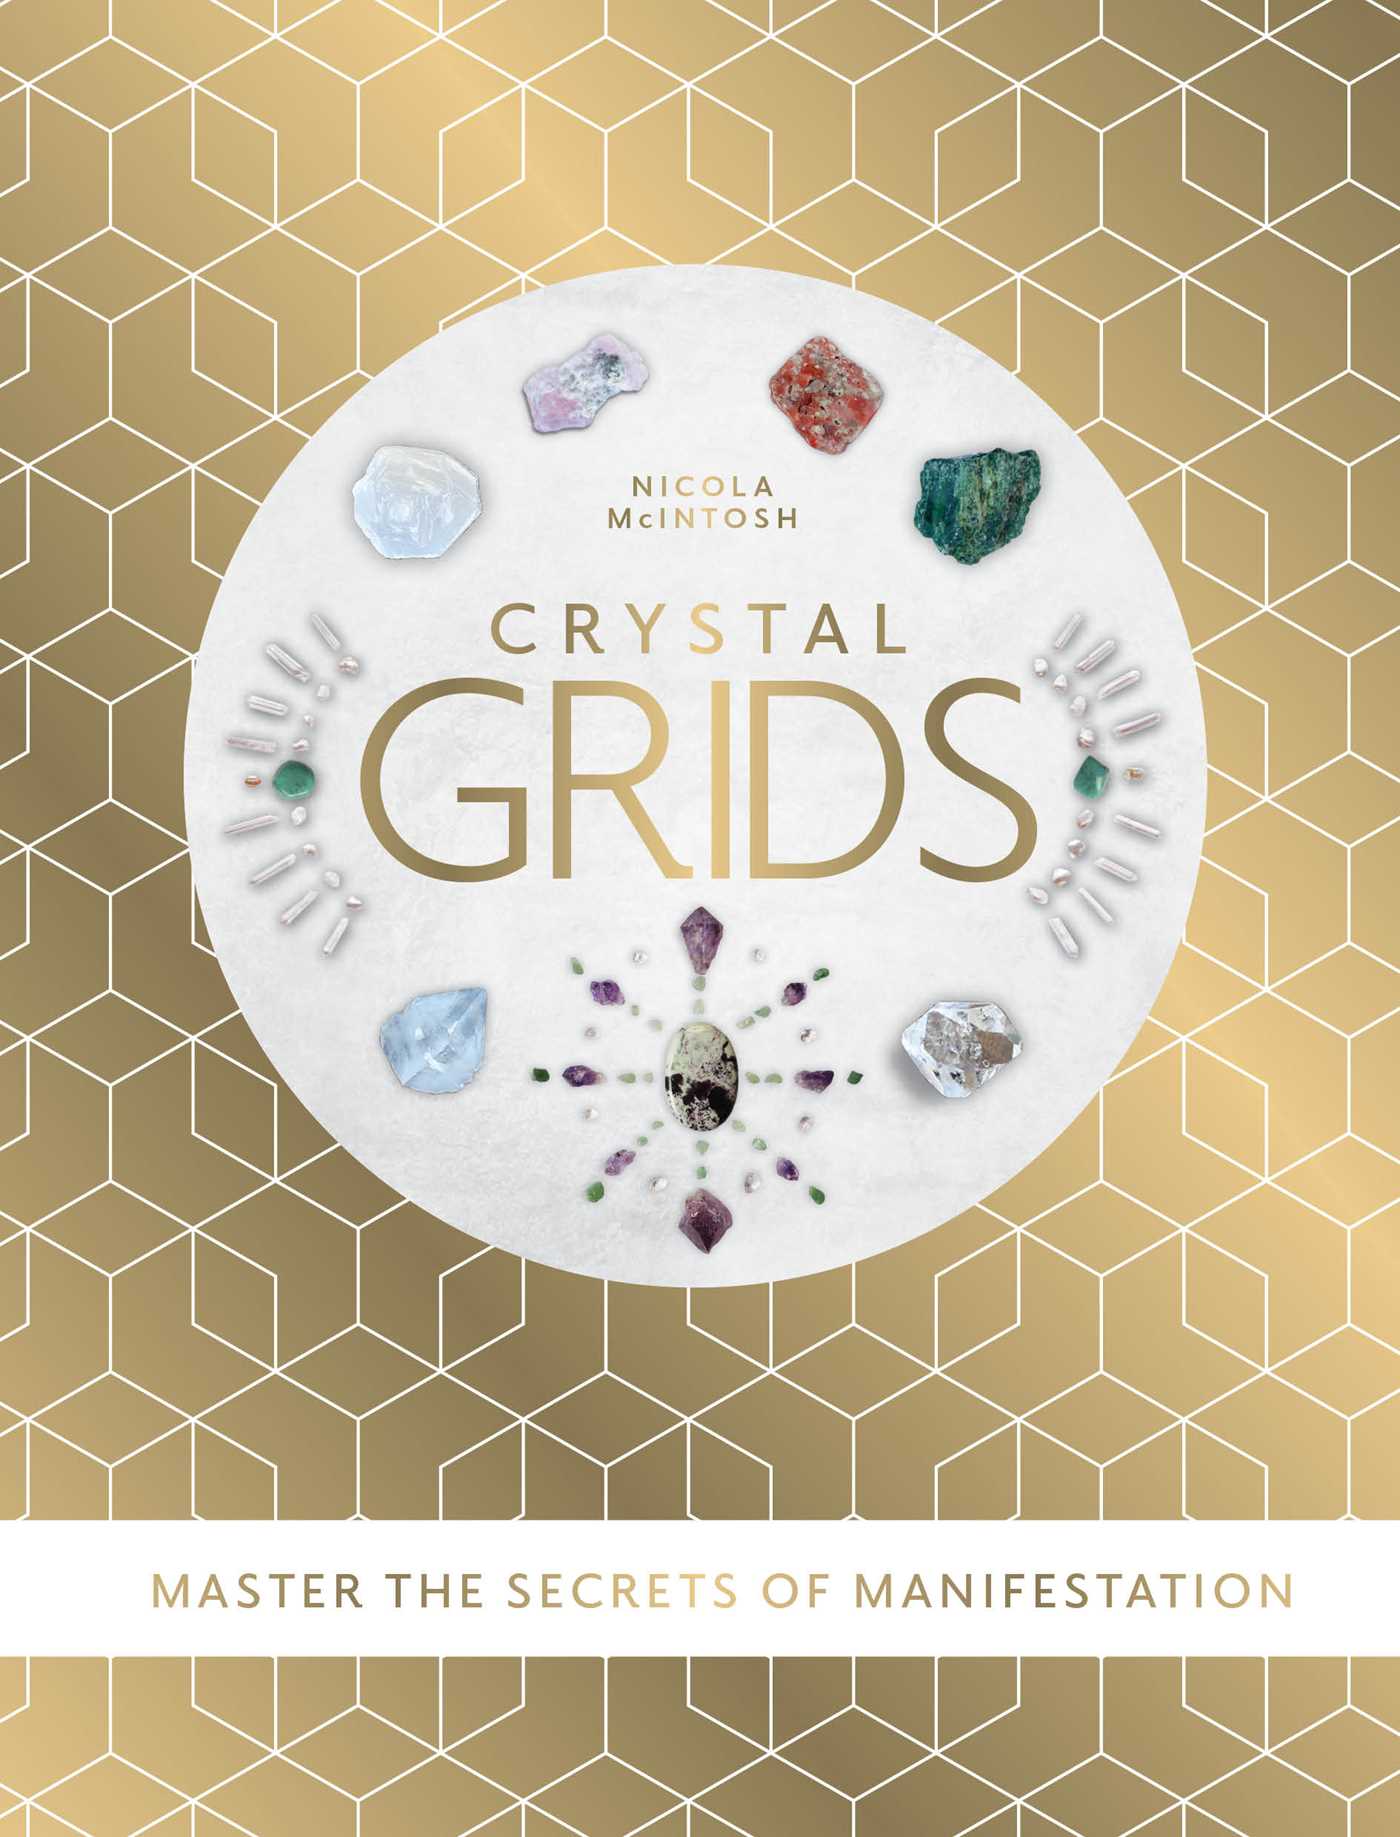 NICOLA
McINTOSH
CRYSTAL
GRIDS
MASTER THE SECRETS OF MANIFESTATION